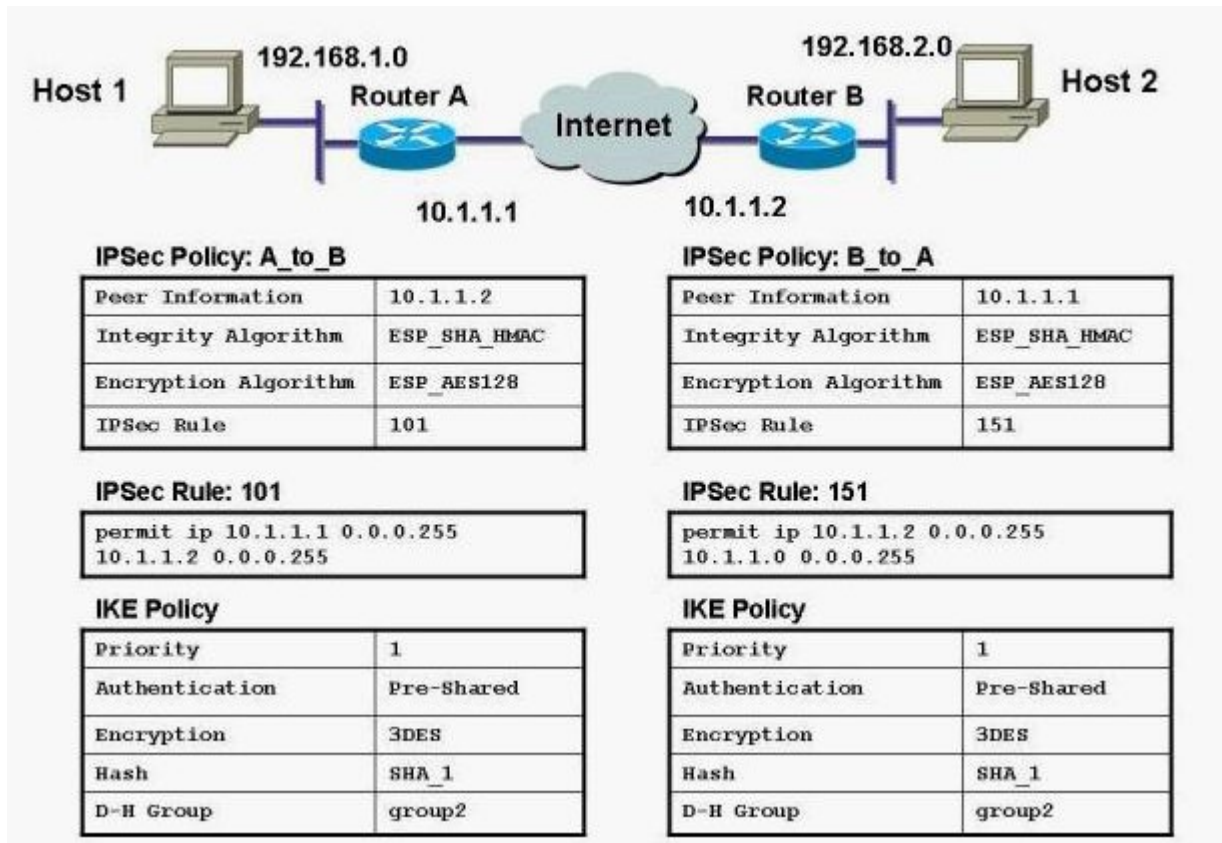 192.168.1.0
192.168.2.0
Host 1
Host 2
Router A
Router B
Internet
10.1.1.1
10.1.1.2
IPSec Policy: A_to_B
Peer Information 10.1.1.2
Integrity Algorithm ESP_SHA_HMAC
Encryption Algorithm ESP_AES128
IPSec Rule 101
IPSec Rule: 101
permit ip 10.1.1.1 0.0.0.255
10.1.1.2 0.0.0.255
IKE Policy
Priority 1
Authentication Pre-Shared
Encryption 3DES
Hash SHA_1
D-H Group group2
IPSec Policy: B_to_A
Peer Information 10.1.1.1
Integrity Algorithm ESP_SHA_HMAC
Encryption Algorithm ESP_AES128
IPSec Rule 151
IPSec Rule: 151
permit ip 10.1.1.2 0.0.0.255
10.1.1.0 0.0.0.255
IKE Policy
Priority 1
Authentication Pre-Shared
Encryption 3DES
Hash SHA_1
D-H Group group2